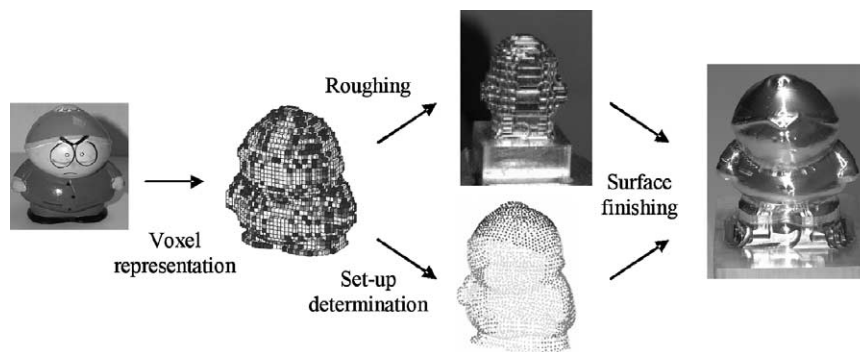 Roughing
Voxel
representation
Set-up
determination
Surface
finishing